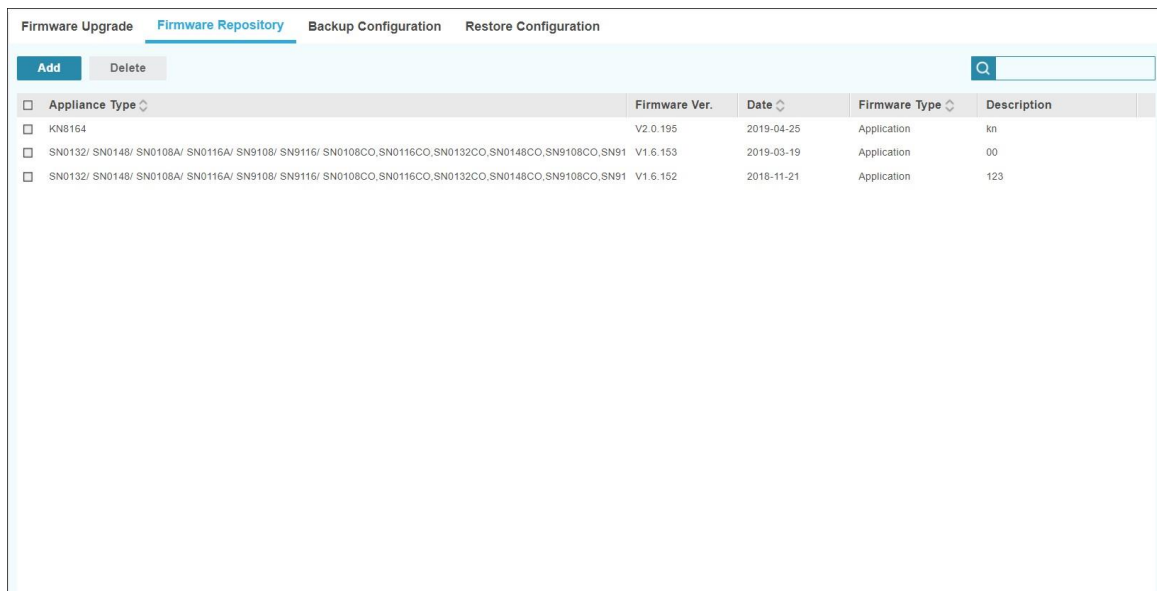 Firmware Upgrade Firmware Repository Backup Configuration Restore Configuration
Add Delete
Appliance Type Firmware Ver. Date Firmware Type Description
KN8164 V2.0.195 2019-04-25 Application kn
SN0132/ SN0148/ SN0108A/ SN0116A/ SN9108/ SN9116/ SN0108CO,SN0116CO,SN0132CO,SN0148CO,SN9108CO,SN91 V1.6.153 2019-03-19 Application 00
SN0132/ SN0148/ SN0108A/ SN0116A/ SN9108/ SN9116/ SN0108CO,SN0116CO,SN0132CO,SN0148CO,SN9108CO,SN91 V1.6.152 2018-11-21 Application 123